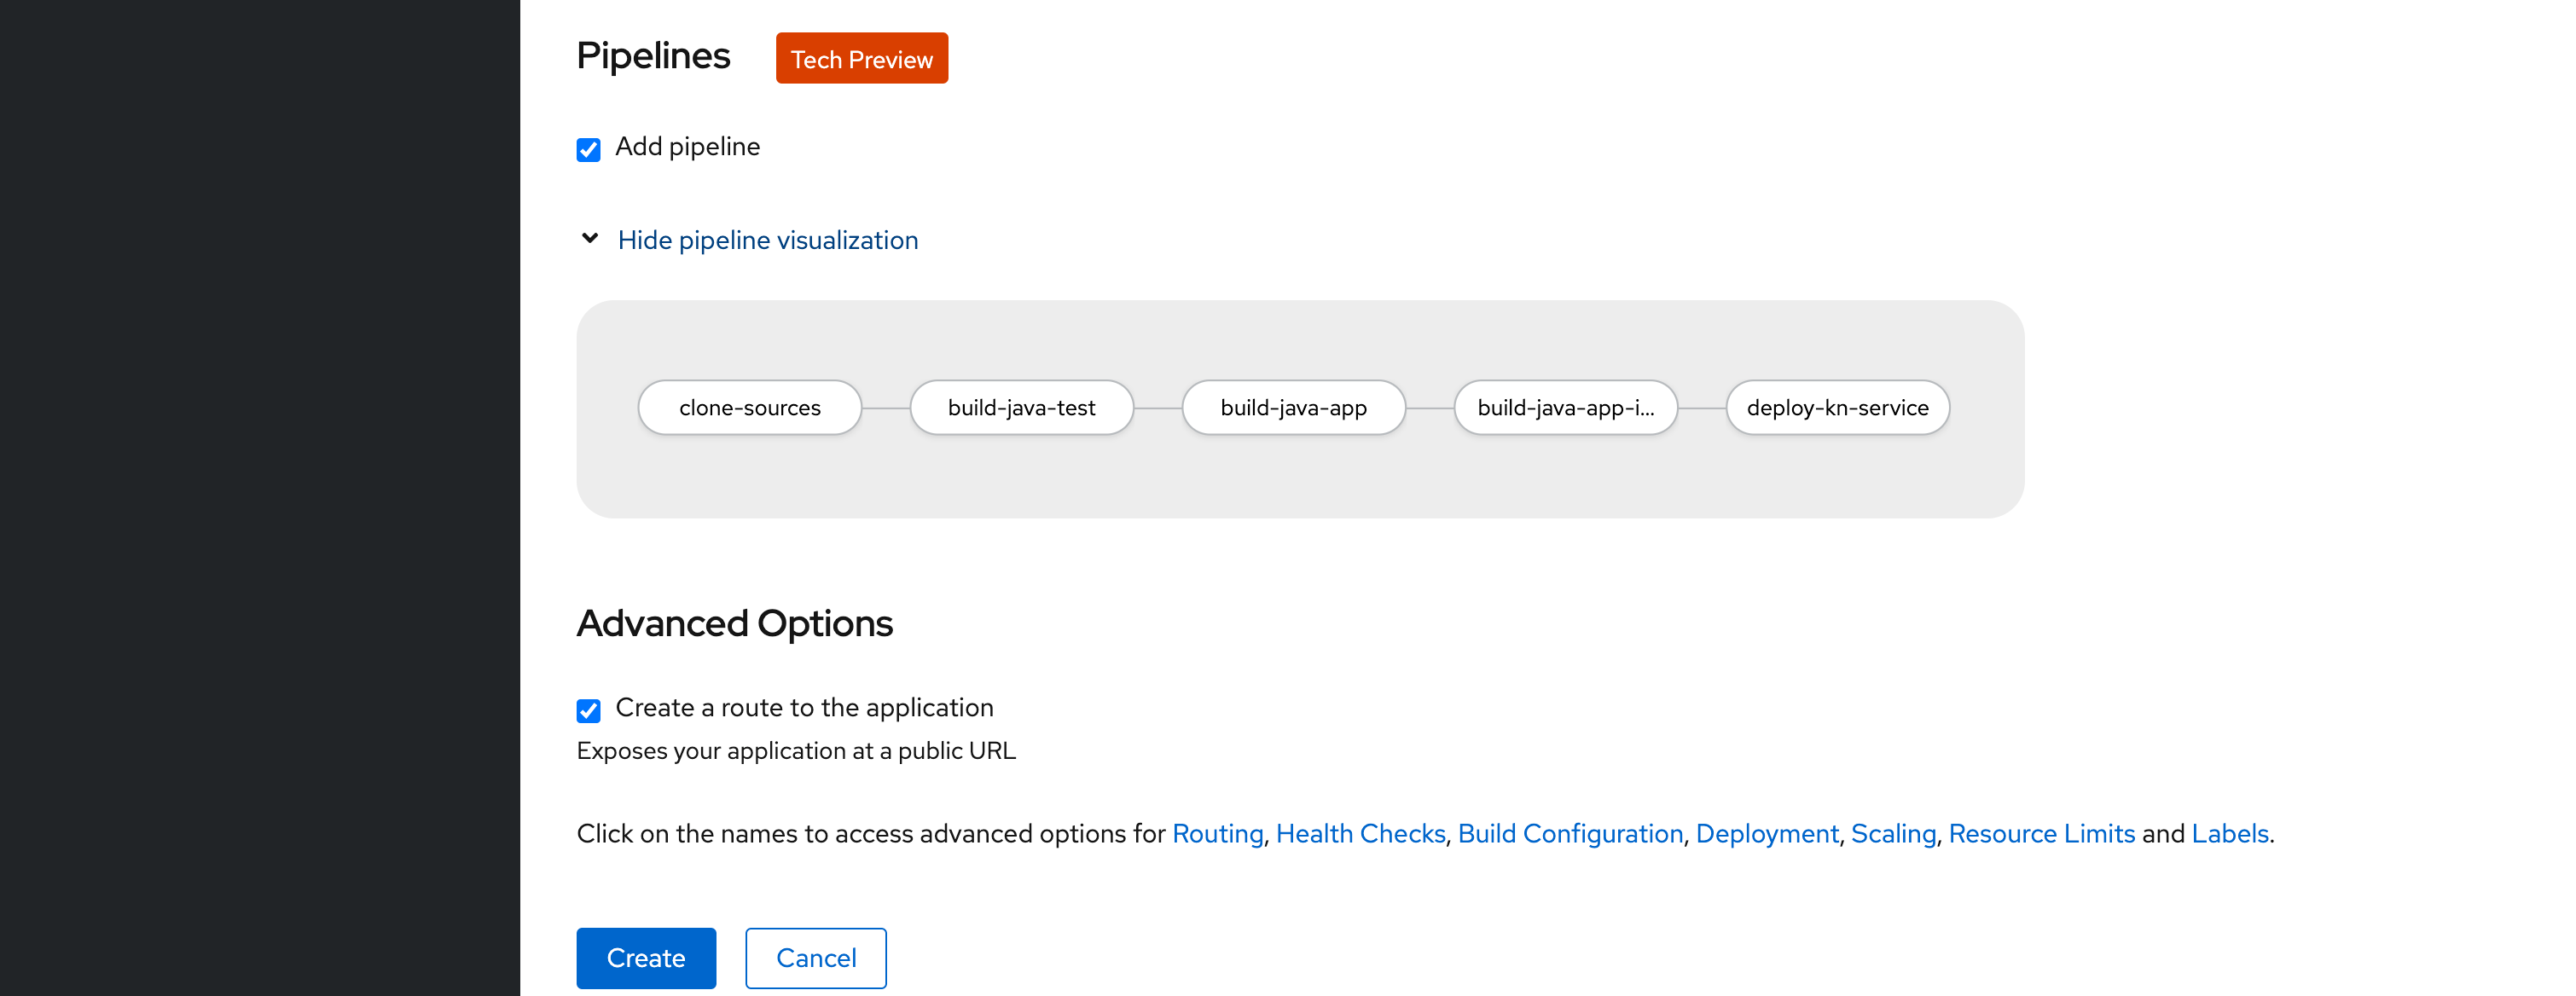 Pipelines Tech Preview
Add pipeline
Hide pipeline visualization
clone-sources build-java-test build-java-app build-java-app-i... deploy-kn-service
Advanced Options
Create a route to the application
Exposes your application at a public URL
Click on the names to access advanced options for Routing, Health Checks, Build Configuration, Deployment, Scaling, Resource Limits and Labels.
Create Cancel